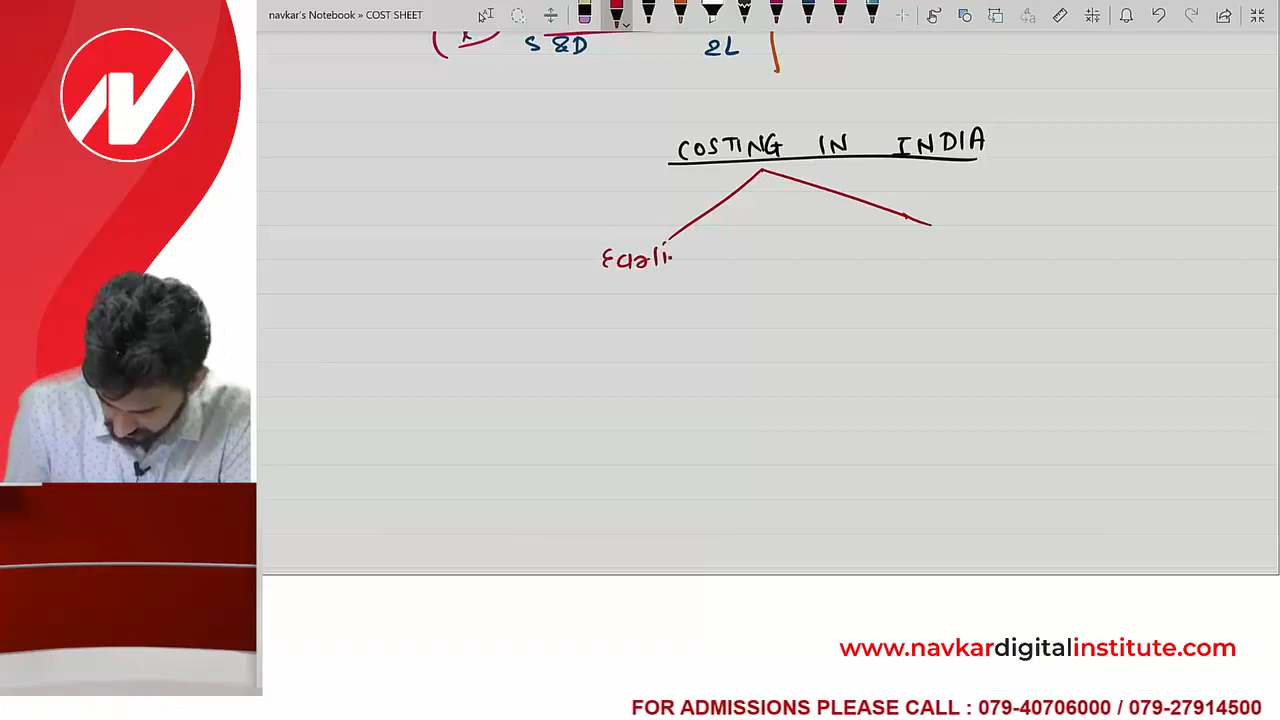 navkar's Notebook » COST SHEET
S &D 2L
COSTING IN INDIA
Earli
www.navkardigitalinstitute.com
FOR ADMISSIONS PLEASE CALL : 079-40706000 / 079-27914500